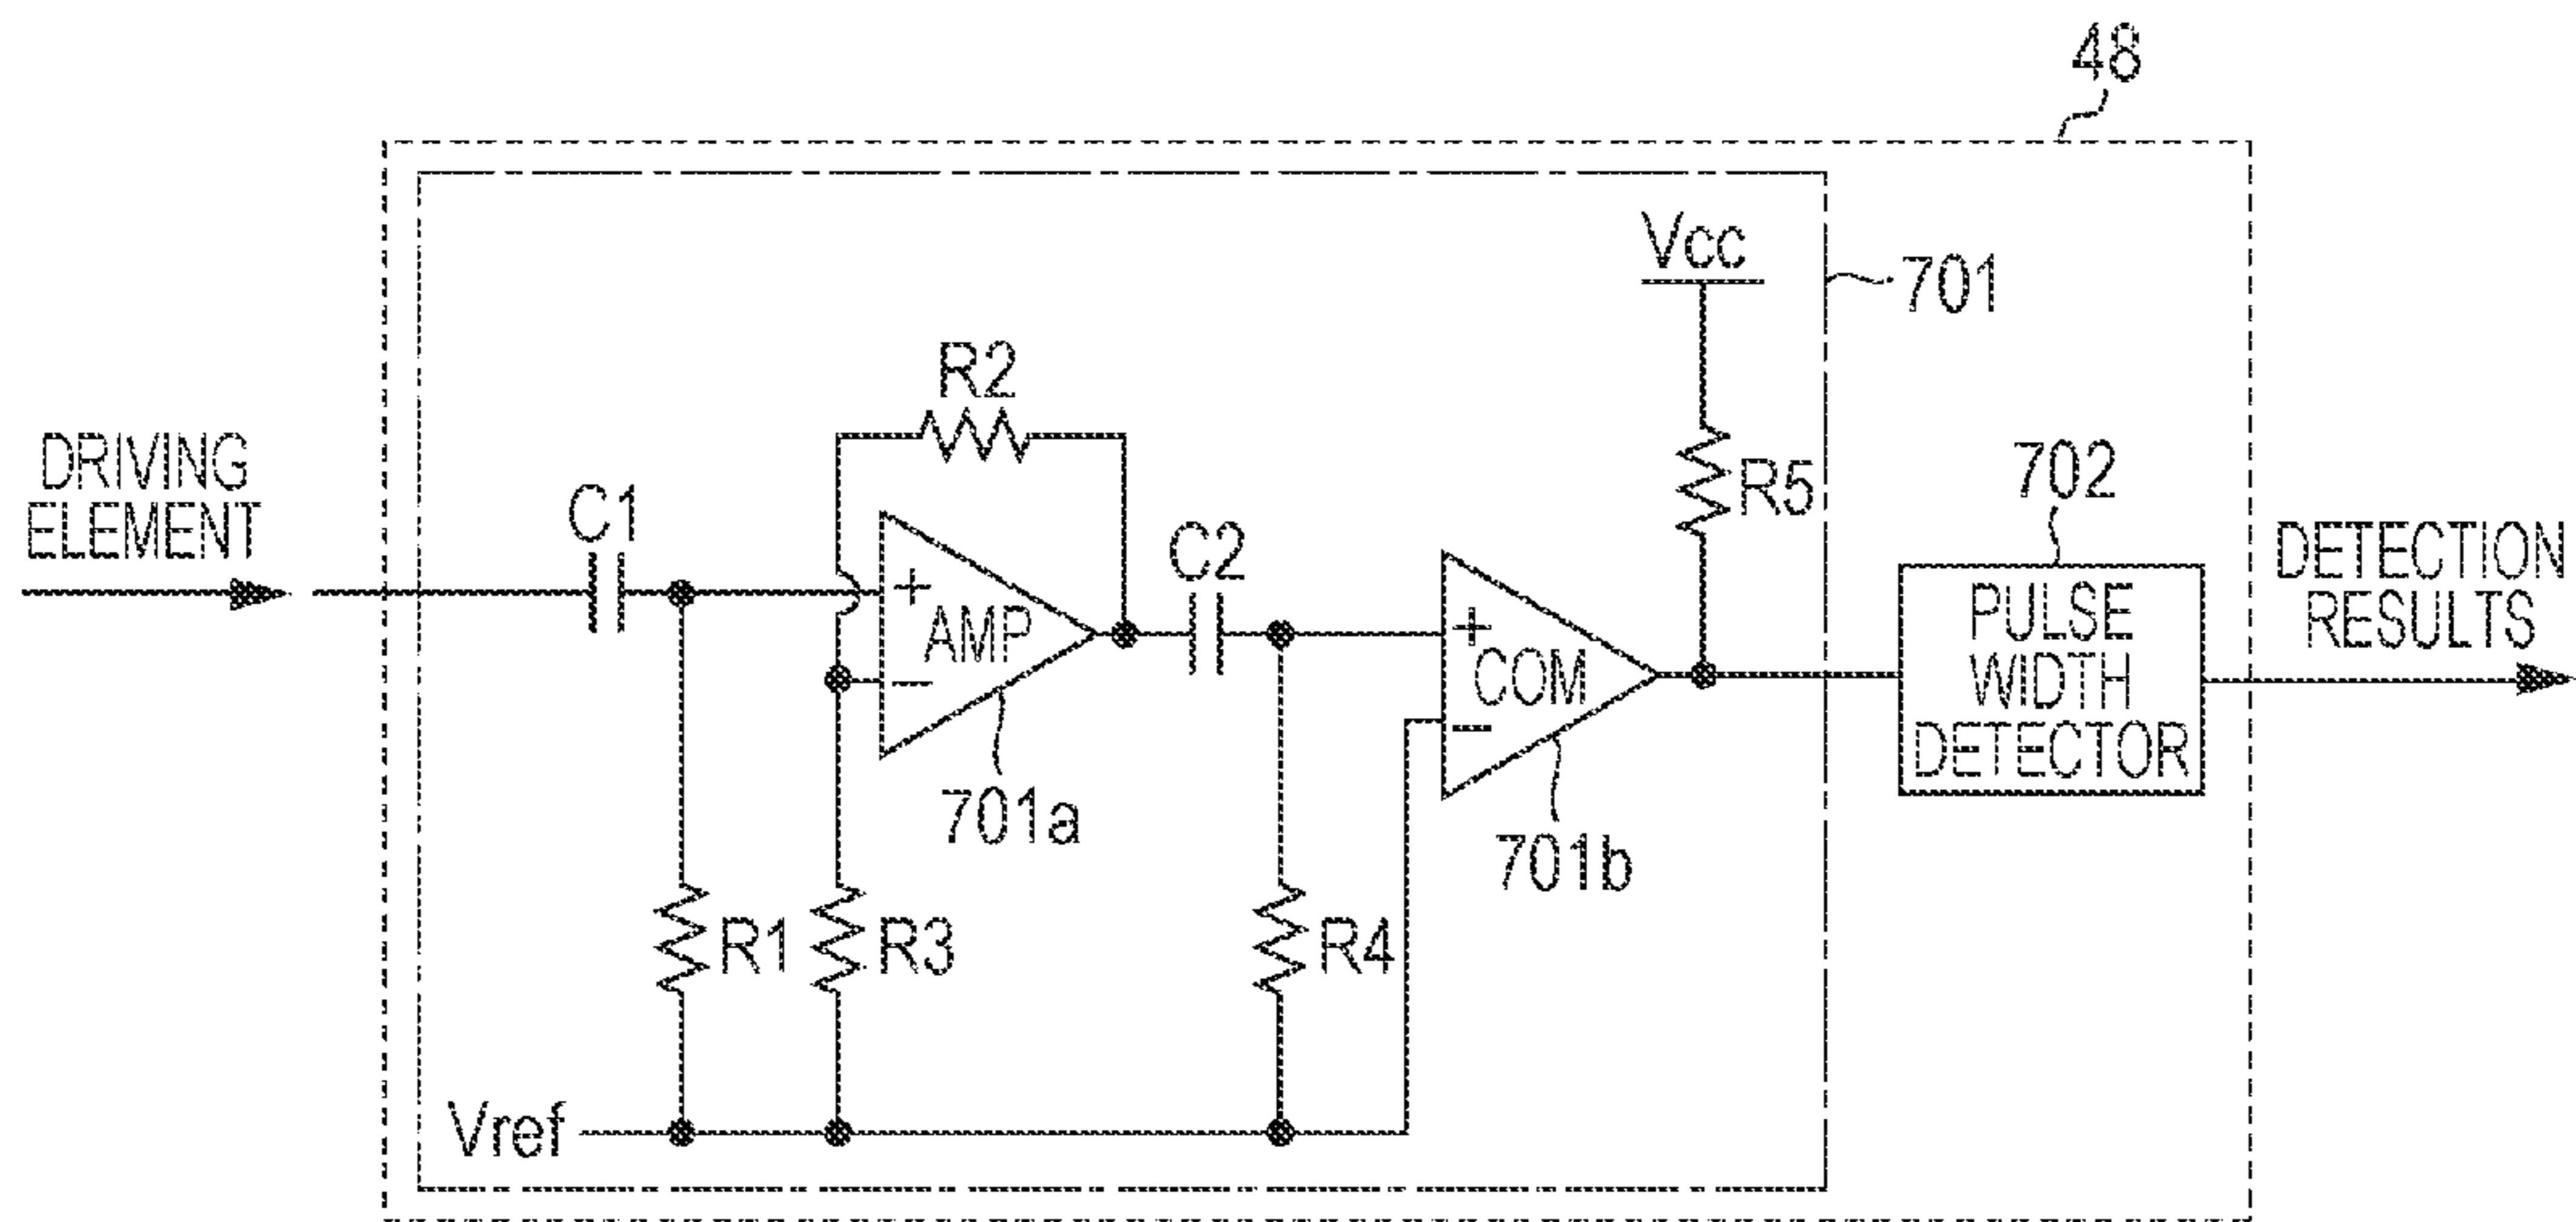 48
Vcc
701
R2
DRIVING
ELEMENT
C1
C2
R5
702
+
AMP
−
+
COM
−
PULSE
WIDTH
DETECTOR
DETECTION
RESULTS
701a
701b
R1
R3
R4
Vref